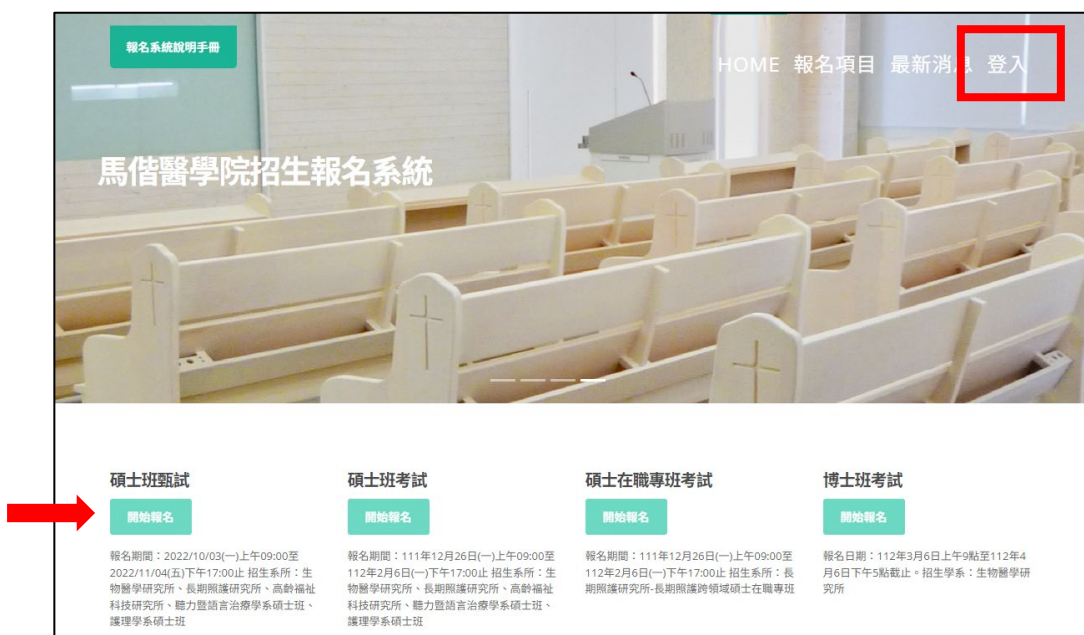 報名系統說明手冊
HOME 報名項目 最新消息 登入
馬偕醫學院招生報名系統
碩士班甄試
開始報名
報名期間：2022/10/03(一)上午09:00至
2022/11/04(五)下午17:00止 招生系所：生
物醫學研究所、長期照護研究所、高齡福祉
科技研究所、聽力暨語言治療學系碩士班、
護理學系碩士班
碩士班考試
開始報名
報名期間：111年12月26日(一)上午09:00至
112年2月6日(一)下午17:00止 招生系所：生
物醫學研究所、長期照護研究所、高齡福祉
科技研究所、聽力暨語言治療學系碩士班、
護理學系碩士班
碩士在職專班考試
開始報名
報名期間：111年12月26日(一)上午09:00至
112年2月6日(一)下午17:00止 招生系所：長
期照護研究所-長期照護跨領域碩士在職專班
博士班考試
開始報名
報名日期：112年3月6日上午9點至112年4
月6日下午5點截止。招生學系：生物醫學研
究所